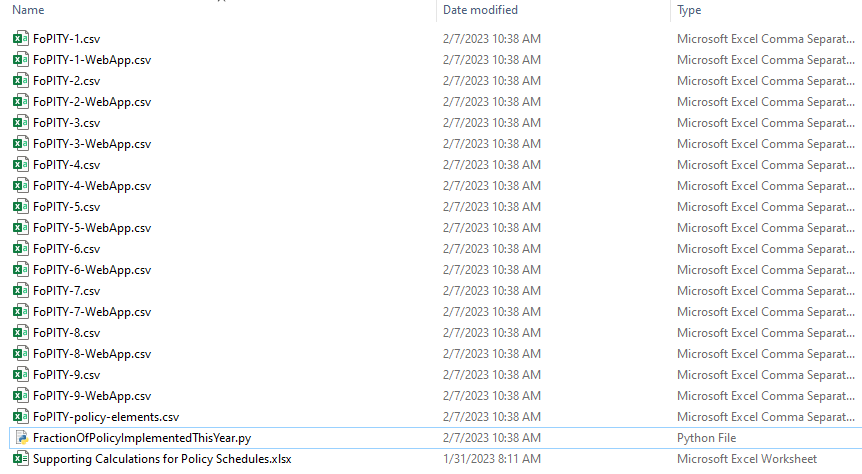 Name Date modified Type
FoPITY-1.csv 2/7/2023 10:38 AM Microsoft Excel Comma Separat...
FoPITY-1-WebApp.csv 2/7/2023 10:38 AM Microsoft Excel Comma Separat...
FoPITY-2.csv 2/7/2023 10:38 AM Microsoft Excel Comma Separat...
FoPITY-2-WebApp.csv 2/7/2023 10:38 AM Microsoft Excel Comma Separat...
FoPITY-3.csv 2/7/2023 10:38 AM Microsoft Excel Comma Separat...
FoPITY-3-WebApp.csv 2/7/2023 10:38 AM Microsoft Excel Comma Separat...
FoPITY-4.csv 2/7/2023 10:38 AM Microsoft Excel Comma Separat...
FoPITY-4-WebApp.csv 2/7/2023 10:38 AM Microsoft Excel Comma Separat...
FoPITY-5.csv 2/7/2023 10:38 AM Microsoft Excel Comma Separat...
FoPITY-5-WebApp.csv 2/7/2023 10:38 AM Microsoft Excel Comma Separat...
FoPITY-6.csv 2/7/2023 10:38 AM Microsoft Excel Comma Separat...
FoPITY-6-WebApp.csv 2/7/2023 10:38 AM Microsoft Excel Comma Separat...
FoPITY-7.csv 2/7/2023 10:38 AM Microsoft Excel Comma Separat...
FoPITY-7-WebApp.csv 2/7/2023 10:38 AM Microsoft Excel Comma Separat...
FoPITY-8.csv 2/7/2023 10:38 AM Microsoft Excel Comma Separat...
FoPITY-8-WebApp.csv 2/7/2023 10:38 AM Microsoft Excel Comma Separat...
FoPITY-9.csv 2/7/2023 10:38 AM Microsoft Excel Comma Separat...
FoPITY-9-WebApp.csv 2/7/2023 10:38 AM Microsoft Excel Comma Separat...
FoPITY-policy-elements.csv 2/7/2023 10:38 AM Microsoft Excel Comma Separat...
FractionOfPolicyImplementedThisYear.py 2/7/2023 10:38 AM Python File
Supporting Calculations for Policy Schedules.xlsx 1/31/2023 8:11 AM Microsoft Excel Worksheet